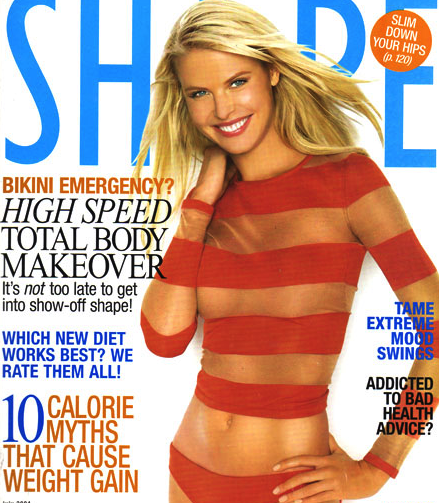 SHAPE
SLIM
DOWN
YOUR HIPS
(p. 120)
BIKINI EMERGENCY?
HIGH SPEED
TOTAL BODY
MAKEOVER
It's not too late to get
into show-off shape!
WHICH NEW DIET
WORKS BEST? WE
RATE THEM ALL!
10 CALORIE
MYTHS
THAT CAUSE
WEIGHT GAIN
TAME
EXTREME
MOOD
SWINGS
ADDICTED
TO BAD
HEALTH
ADVICE?